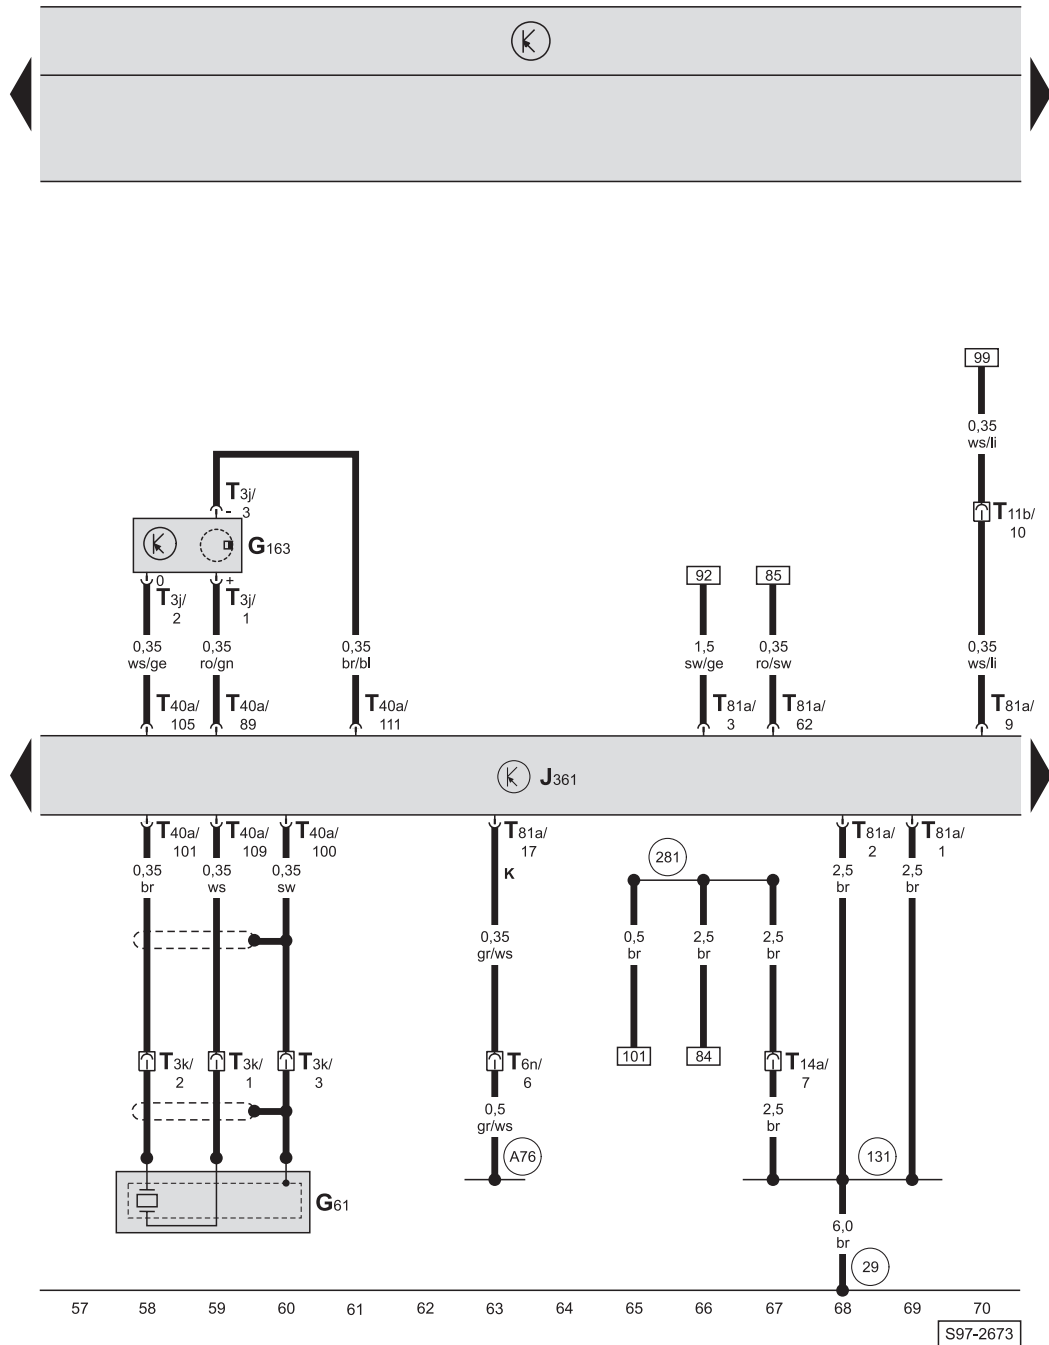 99
0,35
ws/li
T3j/
- 3
T11b/
10
G163
0 +
T3j/ T3j/
2 1
92 85
0,35 0,35 0,35 1,5 0,35 0,35
ws/ge ro/gn br/bl sw/ge ro/sw ws/li
T40a/ T40a/ T40a/ T81a/ T81a/ T81a/
105 89 111 3 62 9
J361
T40a/ T40a/ T40a/ T81a/ T81a/ T81a/
101 109 100 17 2 1
281
0,35 0,35 0,35 K 2,5 2,5
br ws sw br br
0,35 0,5 2,5 2,5
gr/ws br br br
T3k/ T3k/ T3k/ T6n/ 101 84 T14a/
2 1 3 6 7
0,5 2,5
gr/ws br
A76 131
G61
6,0
br
29
57 58 59 60 61 62 63 64 65 66 67 68 69 70
S97-2673